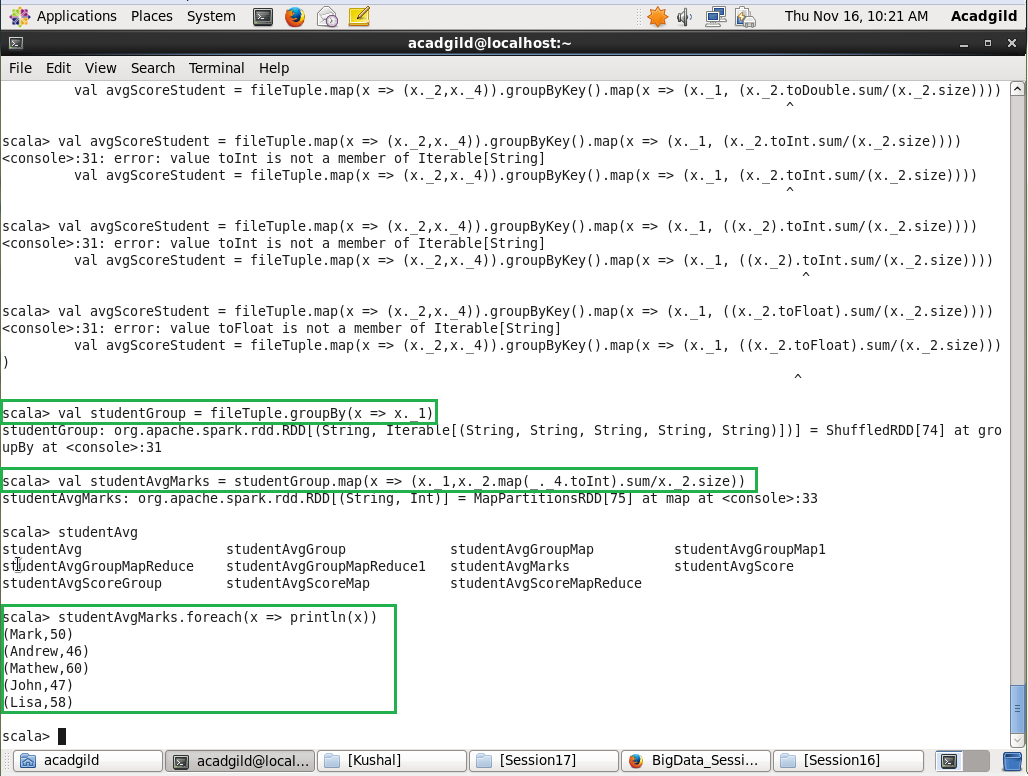 Applications Places System Thu Nov 16, 10:21 AM Acadgild
acadgild@localhost:~
File Edit View Search Terminal Help
val avgScoreStudent = fileTuple.map(x => (x._2,x._4)).groupByKey().map(x => (x._1, (x._2.toDouble.sum/(x._2.size))))
^
scala> val avgScoreStudent = fileTuple.map(x => (x._2,x._4)).groupByKey().map(x => (x._1, (x._2.toInt.sum/(x._2.size))))
<console>:31: error: value toInt is not a member of Iterable[String]
val avgScoreStudent = fileTuple.map(x => (x._2,x._4)).groupByKey().map(x => (x._1, (x._2.toInt.sum/(x._2.size))))
^
scala> val avgScoreStudent = fileTuple.map(x => (x._2,x._4)).groupByKey().map(x => (x._1, ((x._2).toInt.sum/(x._2.size))))
<console>:31: error: value toInt is not a member of Iterable[String]
val avgScoreStudent = fileTuple.map(x => (x._2,x._4)).groupByKey().map(x => (x._1, ((x._2).toInt.sum/(x._2.size))))
^
scala> val avgScoreStudent = fileTuple.map(x => (x._2,x._4)).groupByKey().map(x => (x._1, ((x._2.toFloat).sum/(x._2.size))))
<console>:31: error: value toFloat is not a member of Iterable[String]
val avgScoreStudent = fileTuple.map(x => (x._2,x._4)).groupByKey().map(x => (x._1, ((x._2.toFloat).sum/(x._2.size)))
)
^
scala> val studentGroup = fileTuple.groupBy(x => x._1)
studentGroup: org.apache.spark.rdd.RDD[(String, Iterable[(String, String, String, String, String)])] = ShuffledRDD[74] at gro
upBy at <console>:31
scala> val studentAvgMarks = studentGroup.map(x => (x._1,x._2.map(_._4.toInt).sum/x._2.size))
studentAvgMarks: org.apache.spark.rdd.RDD[(String, Int)] = MapPartitionsRDD[75] at map at <console>:33
scala> studentAvg
studentAvg studentAvgGroup studentAvgGroupMap studentAvgGroupMap1
studentAvgGroupMapReduce studentAvgGroupMapReduce1 studentAvgMarks studentAvgScore
studentAvgScoreGroup studentAvgScoreMap studentAvgScoreMapReduce
scala> studentAvgMarks.foreach(x => println(x))
(Mark,50)
(Andrew,46)
(Mathew,60)
(John,47)
(Lisa,58)
scala>
acadgild acadgild@local... [Kushal] [Session17] BigData_Sessi... [Session16]